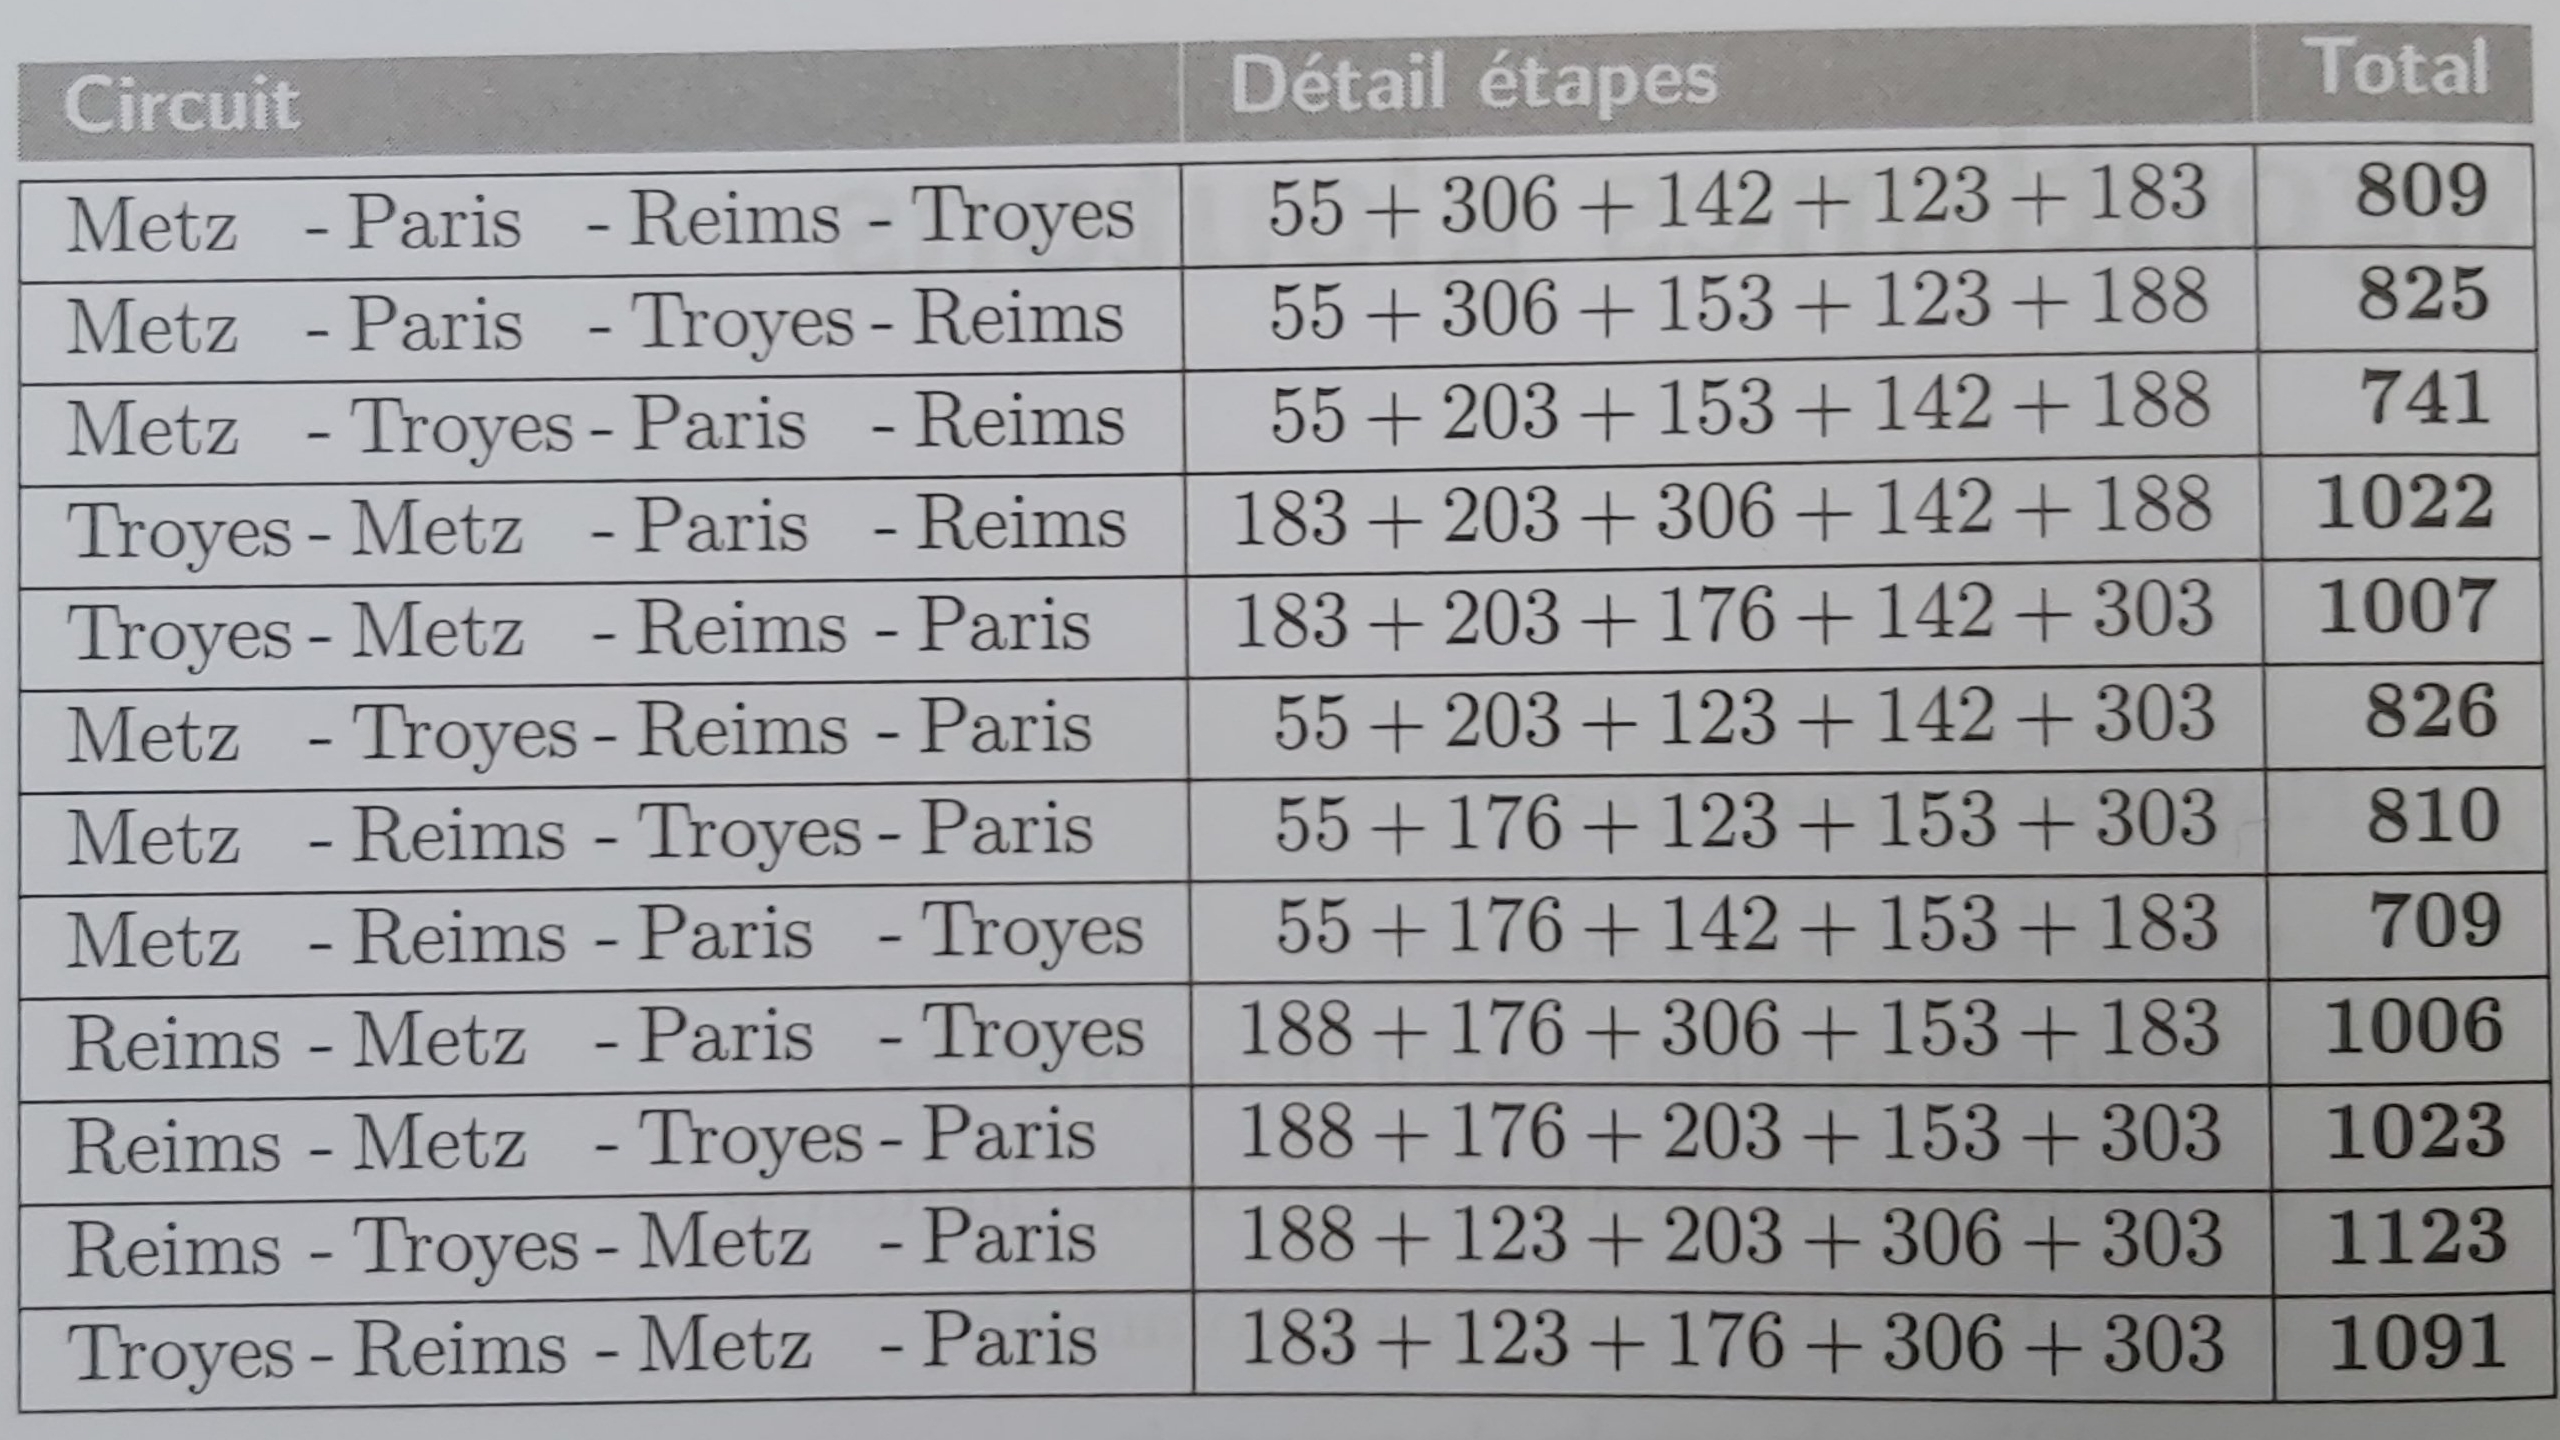 Circuit Détail étapes Total
Metz - Paris - Reims - Troyes 55 + 306 + 142 + 123 + 183 809
Metz - Paris - Troyes - Reims 55 + 306 + 153 + 123 + 188 825
Metz - Troyes - Paris - Reims 55 + 203 + 153 + 142 + 188 741
Troyes - Metz - Paris - Reims 183 + 203 + 306 + 142 + 188 1022
Troyes - Metz - Reims - Paris 183 + 203 + 176 + 142 + 303 1007
Metz - Troyes - Reims - Paris 55 + 203 + 123 + 142 + 303 826
Metz - Reims - Troyes - Paris 55 + 176 + 123 + 153 + 303 810
Metz - Reims - Paris - Troyes 55 + 176 + 142 + 153 + 183 709
Reims - Metz - Paris - Troyes 188 + 176 + 306 + 153 + 183 1006
Reims - Metz - Troyes - Paris 188 + 176 + 203 + 153 + 303 1023
Reims - Troyes - Metz - Paris 188 + 123 + 203 + 306 + 303 1123
Troyes - Reims - Metz - Paris 183 + 123 + 176 + 306 + 303 1091